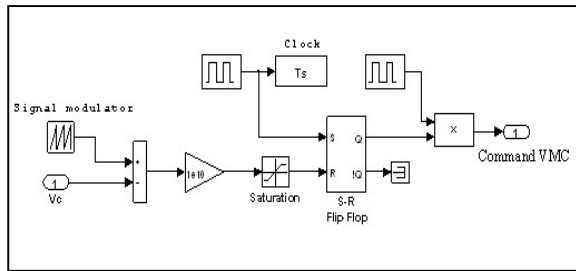 Clock
Ts
Signal modulator
+
-
1
Vc
1e10
Saturation
S
Q
R
!Q
S-R
Flip-Flop
x
1
Command VMC